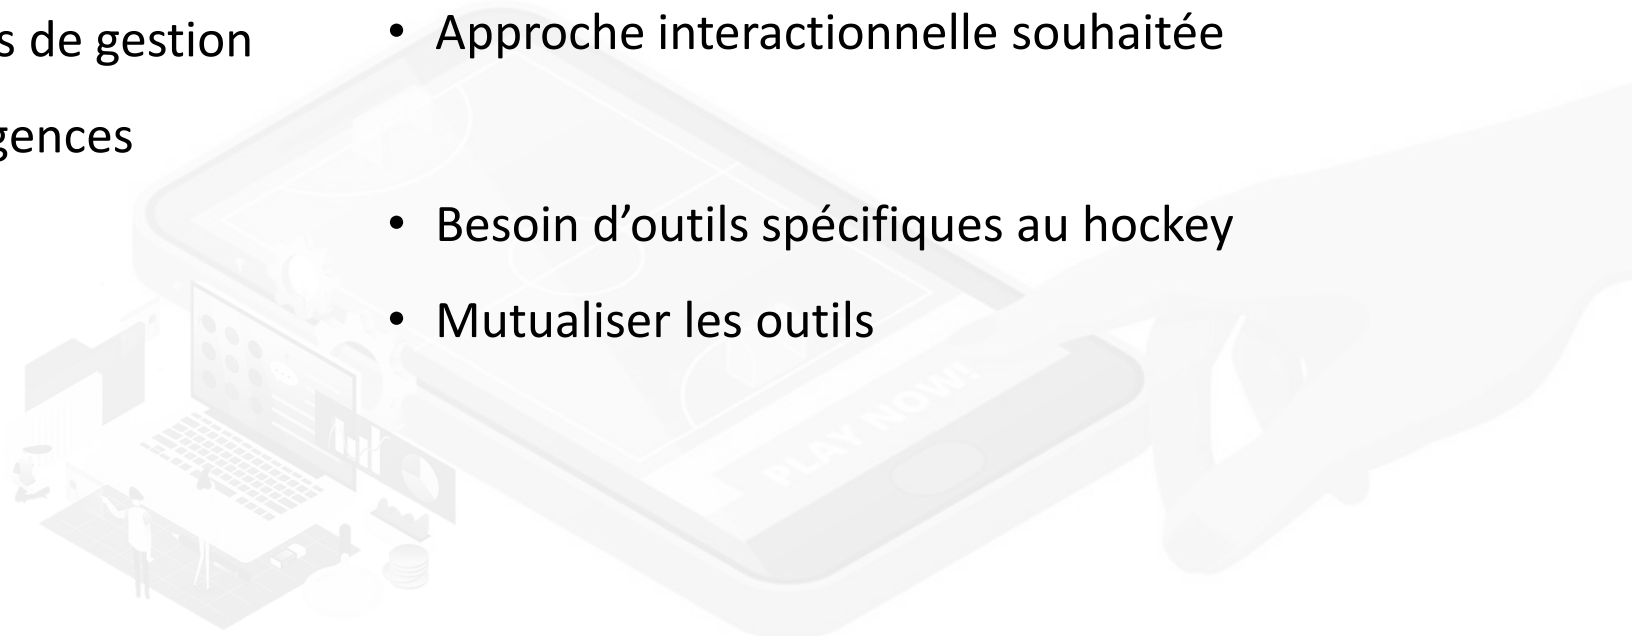 s de gestion
gences
• Approche interactionnelle souhaitée
• Besoin d’outils spécifiques au hockey
• Mutualiser les outils
PLAY NOW!